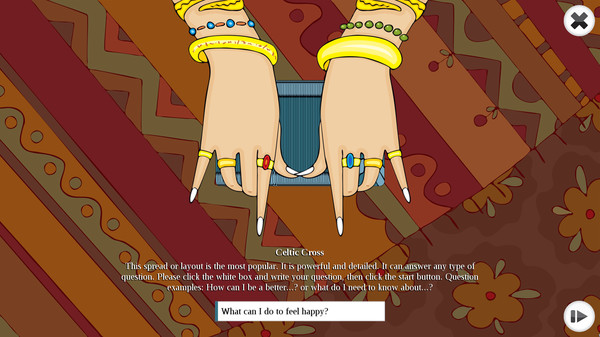 Celtic Cross
This spread or layout is the most popular. It is powerful and detailed. It can answer any type of
question. Please click the white box and write your question, then click the start button. Question
examples: How can I be a better...? or what do I need to know about...?
What can I do to feel happy?